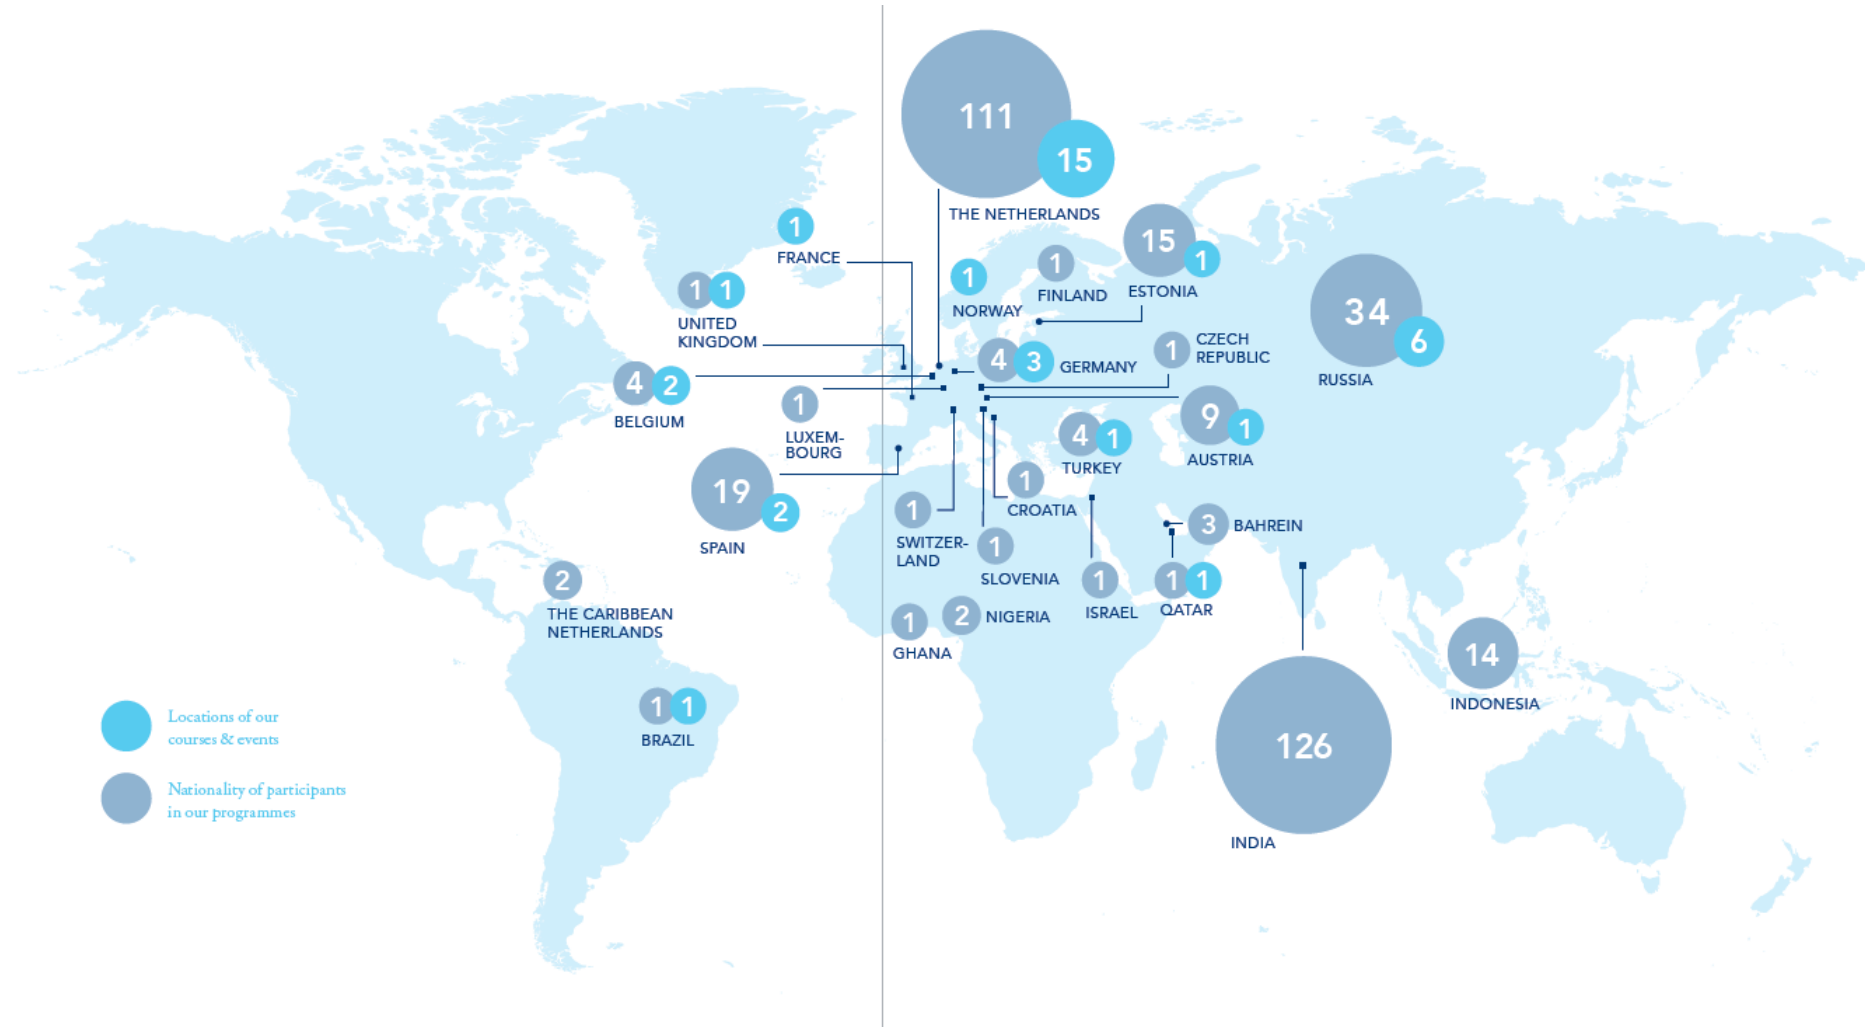 111
15
THE NETHERLANDS
1
FRANCE
1
1
UNITED
KINGDOM
4
2
BELGIUM
1
LUXEM-
BOURG
19
2
SPAIN
2
THE CARIBBEAN
NETHERLANDS
1
1
BRAZIL
Locations of our
courses & events
Nationality of participants
in our programmes
1
NORWAY
1
FINLAND
15
1
ESTONIA
34
6
RUSSIA
4
3
GERMANY
1
CZECH
REPUBLIC
9
1
AUSTRIA
4
1
TURKEY
1
CROATIA
1
SWITZER-
LAND
1
SLOVENIA
3
BAHREIN
1
ISRAEL
1
1
QATAR
1
GHANA
2
NIGERIA
14
INDONESIA
126
INDIA